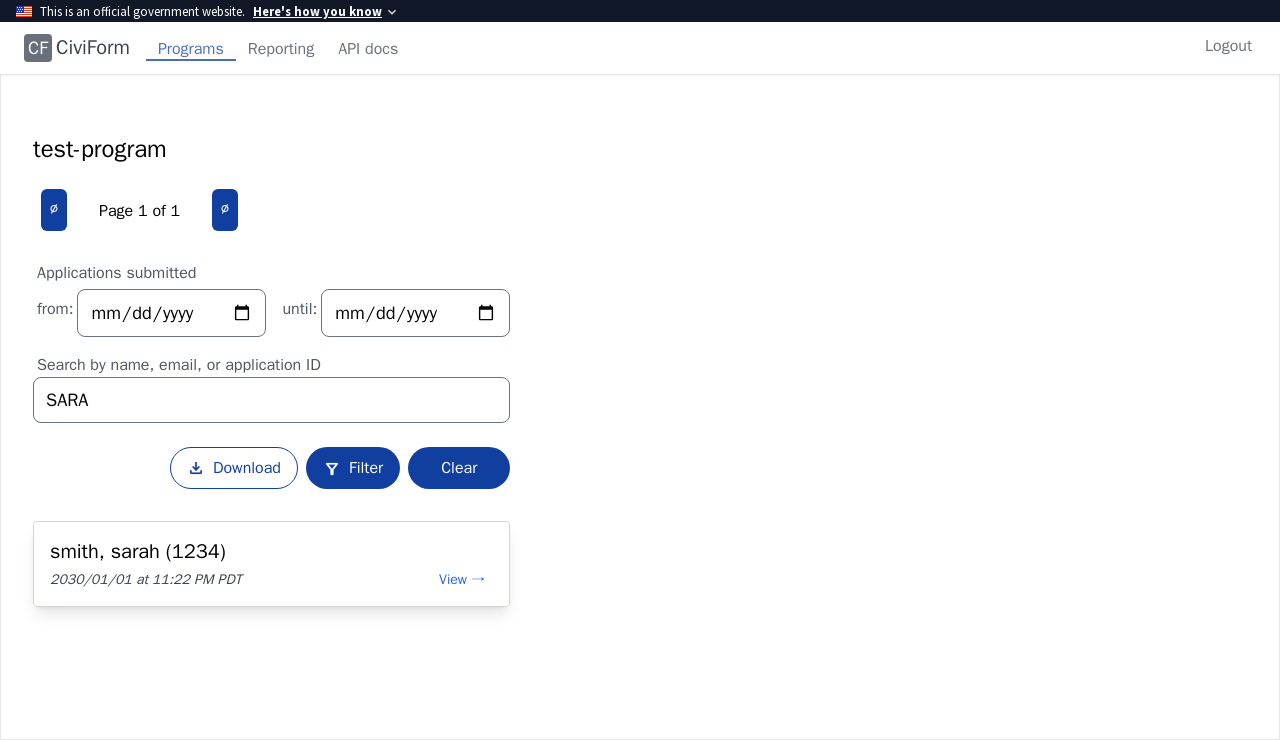 This is an official government website. Here's how you know
CF CiviForm Programs Reporting API docs Logout
test-program
∅ Page 1 of 1 ∅
Applications submitted
from: mm/dd/yyyy until: mm/dd/yyyy
Search by name, email, or application ID
SARA
Download Filter Clear
smith, sarah (1234)
2030/01/01 at 11:22 PM PDT View →